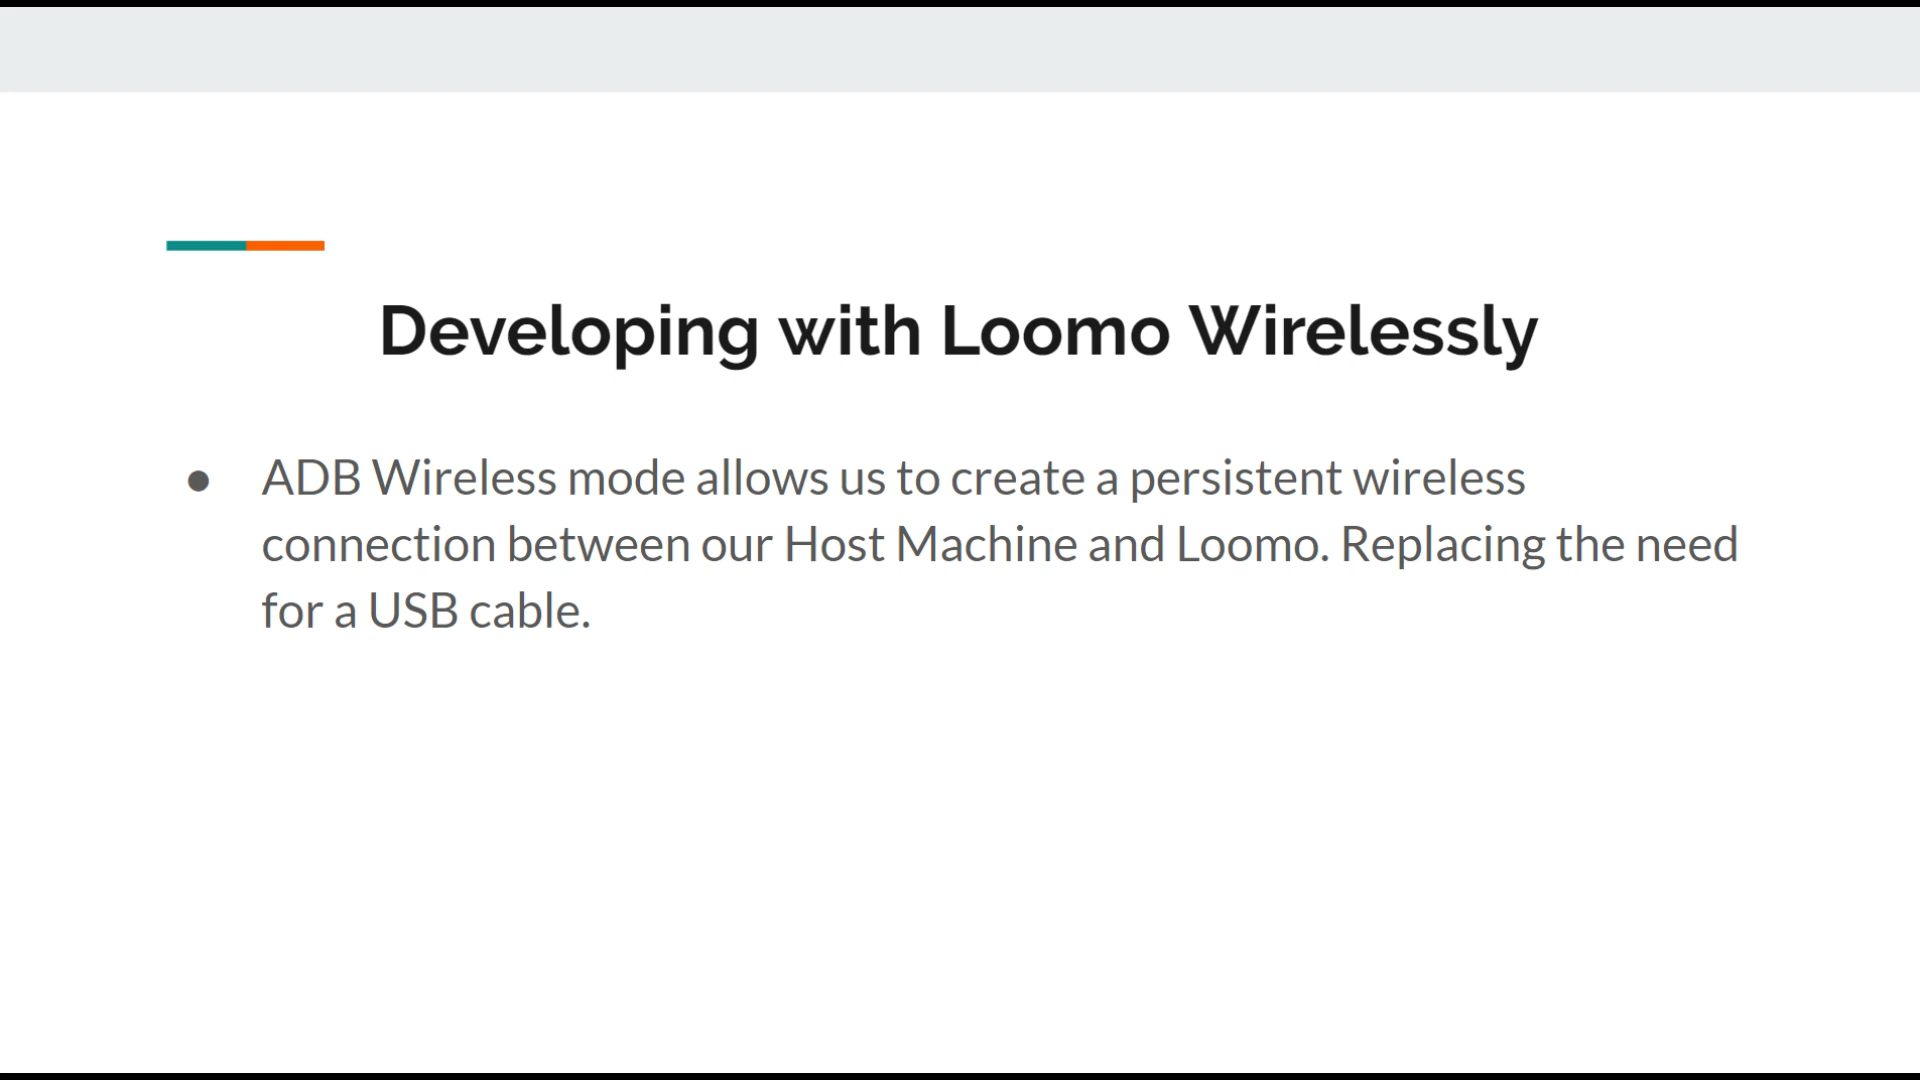 Developing with Loomo Wirelessly
● ADB Wireless mode allows us to create a persistent wireless
connection between our Host Machine and Loomo. Replacing the need
for a USB cable.